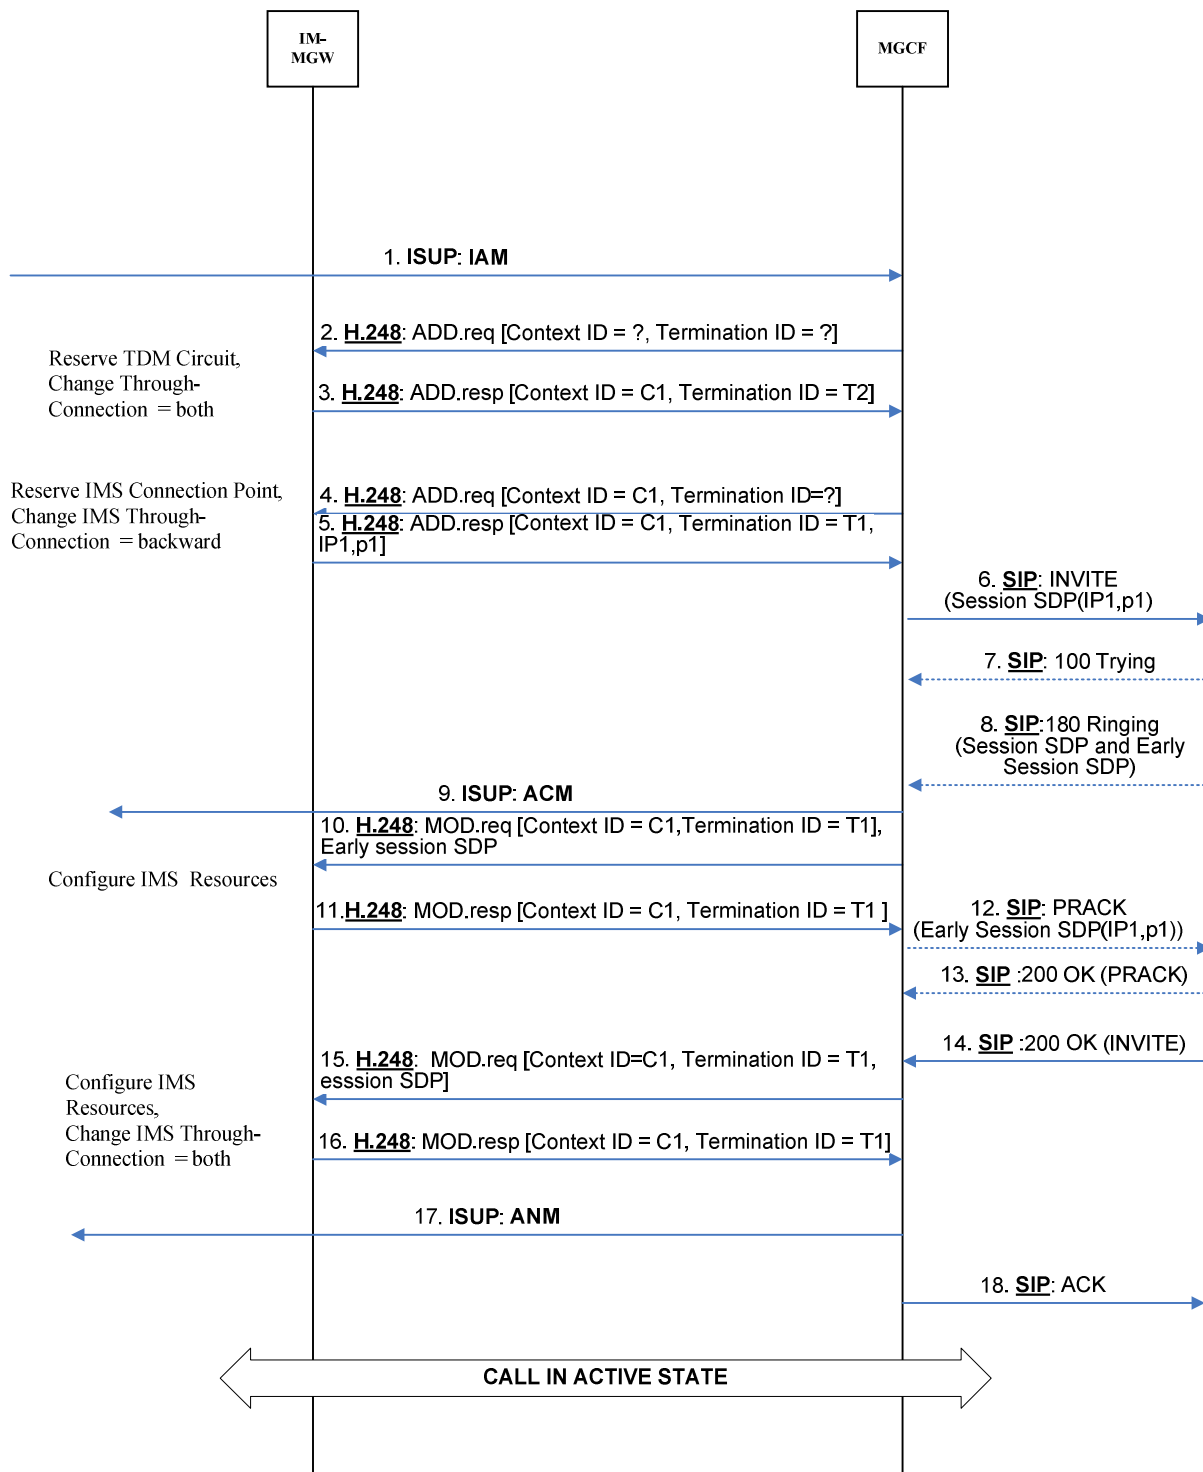 IM-
MGW
MGCF
1. ISUP: IAM
2. H.248: ADD.req [Context ID = ?, Termination ID = ?]
Reserve TDM Circuit,
Change Through-
Connection = both
3. H.248: ADD.resp [Context ID = C1, Termination ID = T2]
Reserve IMS Connection Point,
Change IMS Through-
Connection = backward
4. H.248: ADD.req [Context ID = C1, Termination ID=?]
5. H.248: ADD.resp [Context ID = C1, Termination ID = T1,
IP1,p1]
6. SIP: INVITE
(Session SDP(IP1,p1)
7. SIP: 100 Trying
8. SIP:180 Ringing
(Session SDP and Early
Session SDP)
9. ISUP: ACM
10. H.248: MOD.req [Context ID = C1,Termination ID = T1],
Early session SDP
Configure IMS Resources
11.H.248: MOD.resp [Context ID = C1, Termination ID = T1 ]
12. SIP: PRACK
(Early Session SDP(IP1,p1))
13. SIP :200 OK (PRACK)
14. SIP :200 OK (INVITE)
15. H.248: MOD.req [Context ID=C1, Termination ID = T1,
esssion SDP]
Configure IMS
Resources,
Change IMS Through-
Connection = both
16. H.248: MOD.resp [Context ID = C1, Termination ID = T1]
17. ISUP: ANM
18. SIP: ACK
CALL IN ACTIVE STATE